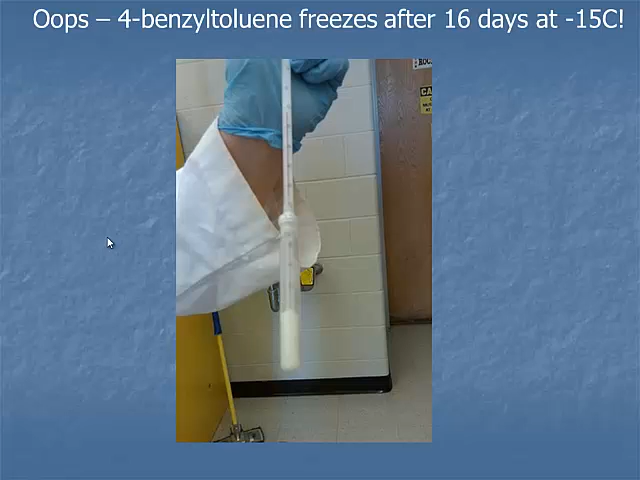 Oops – 4-benzyltoluene freezes after 16 days at -15C!